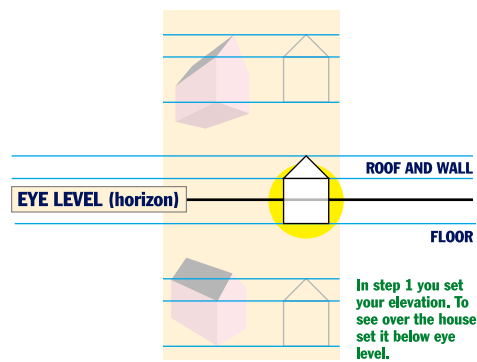 ROOF AND WALL
EYE LEVEL (horizon)
FLOOR
In step 1 you set
your elevation. To
see over the house
set it below eye
level.